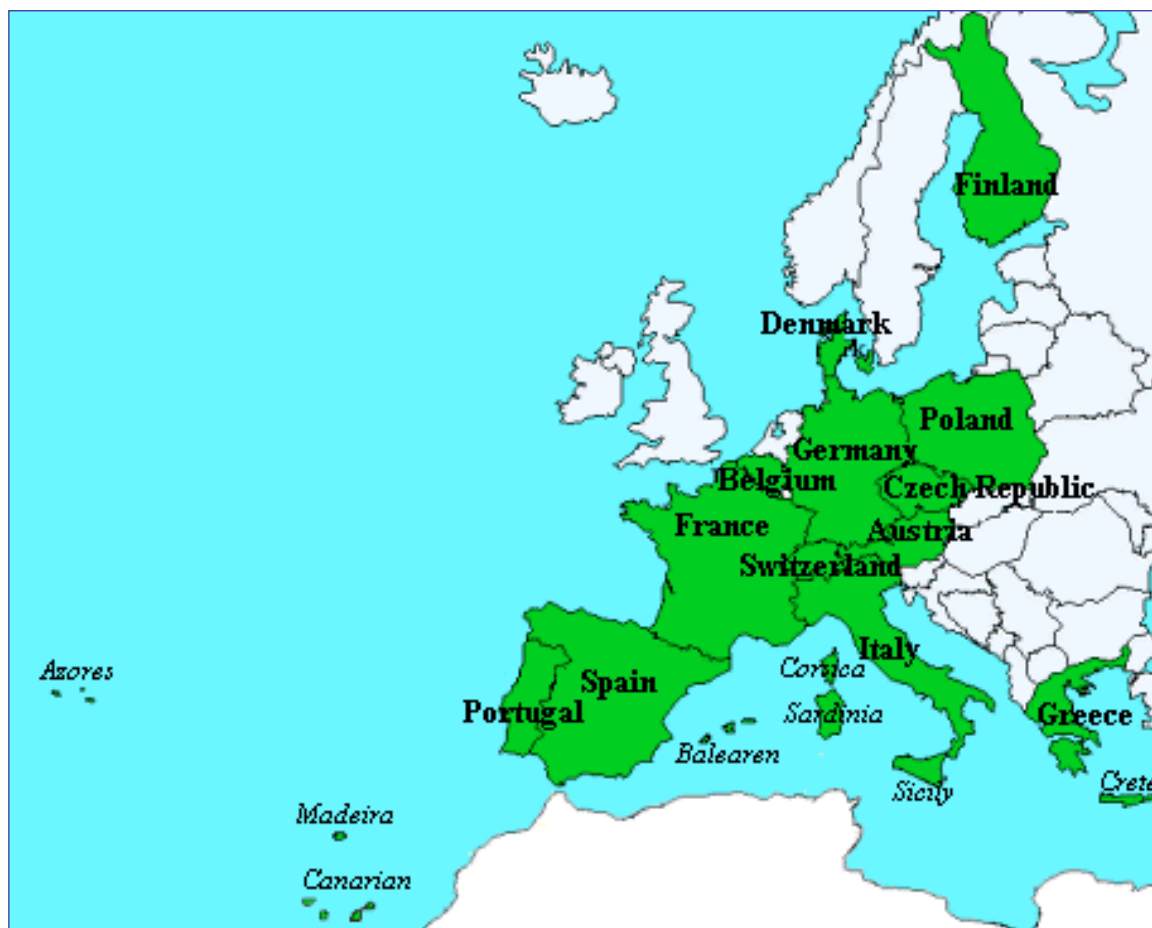 Finland
Denmark
Poland
Germany
Belgium
Czech Republic
France
Austria
Switzerland
Italy
Azores
Corsica
Spain
Portugal
Sardinia
Greece
Balearen
Sicily
Crete
Madeira
Canarian